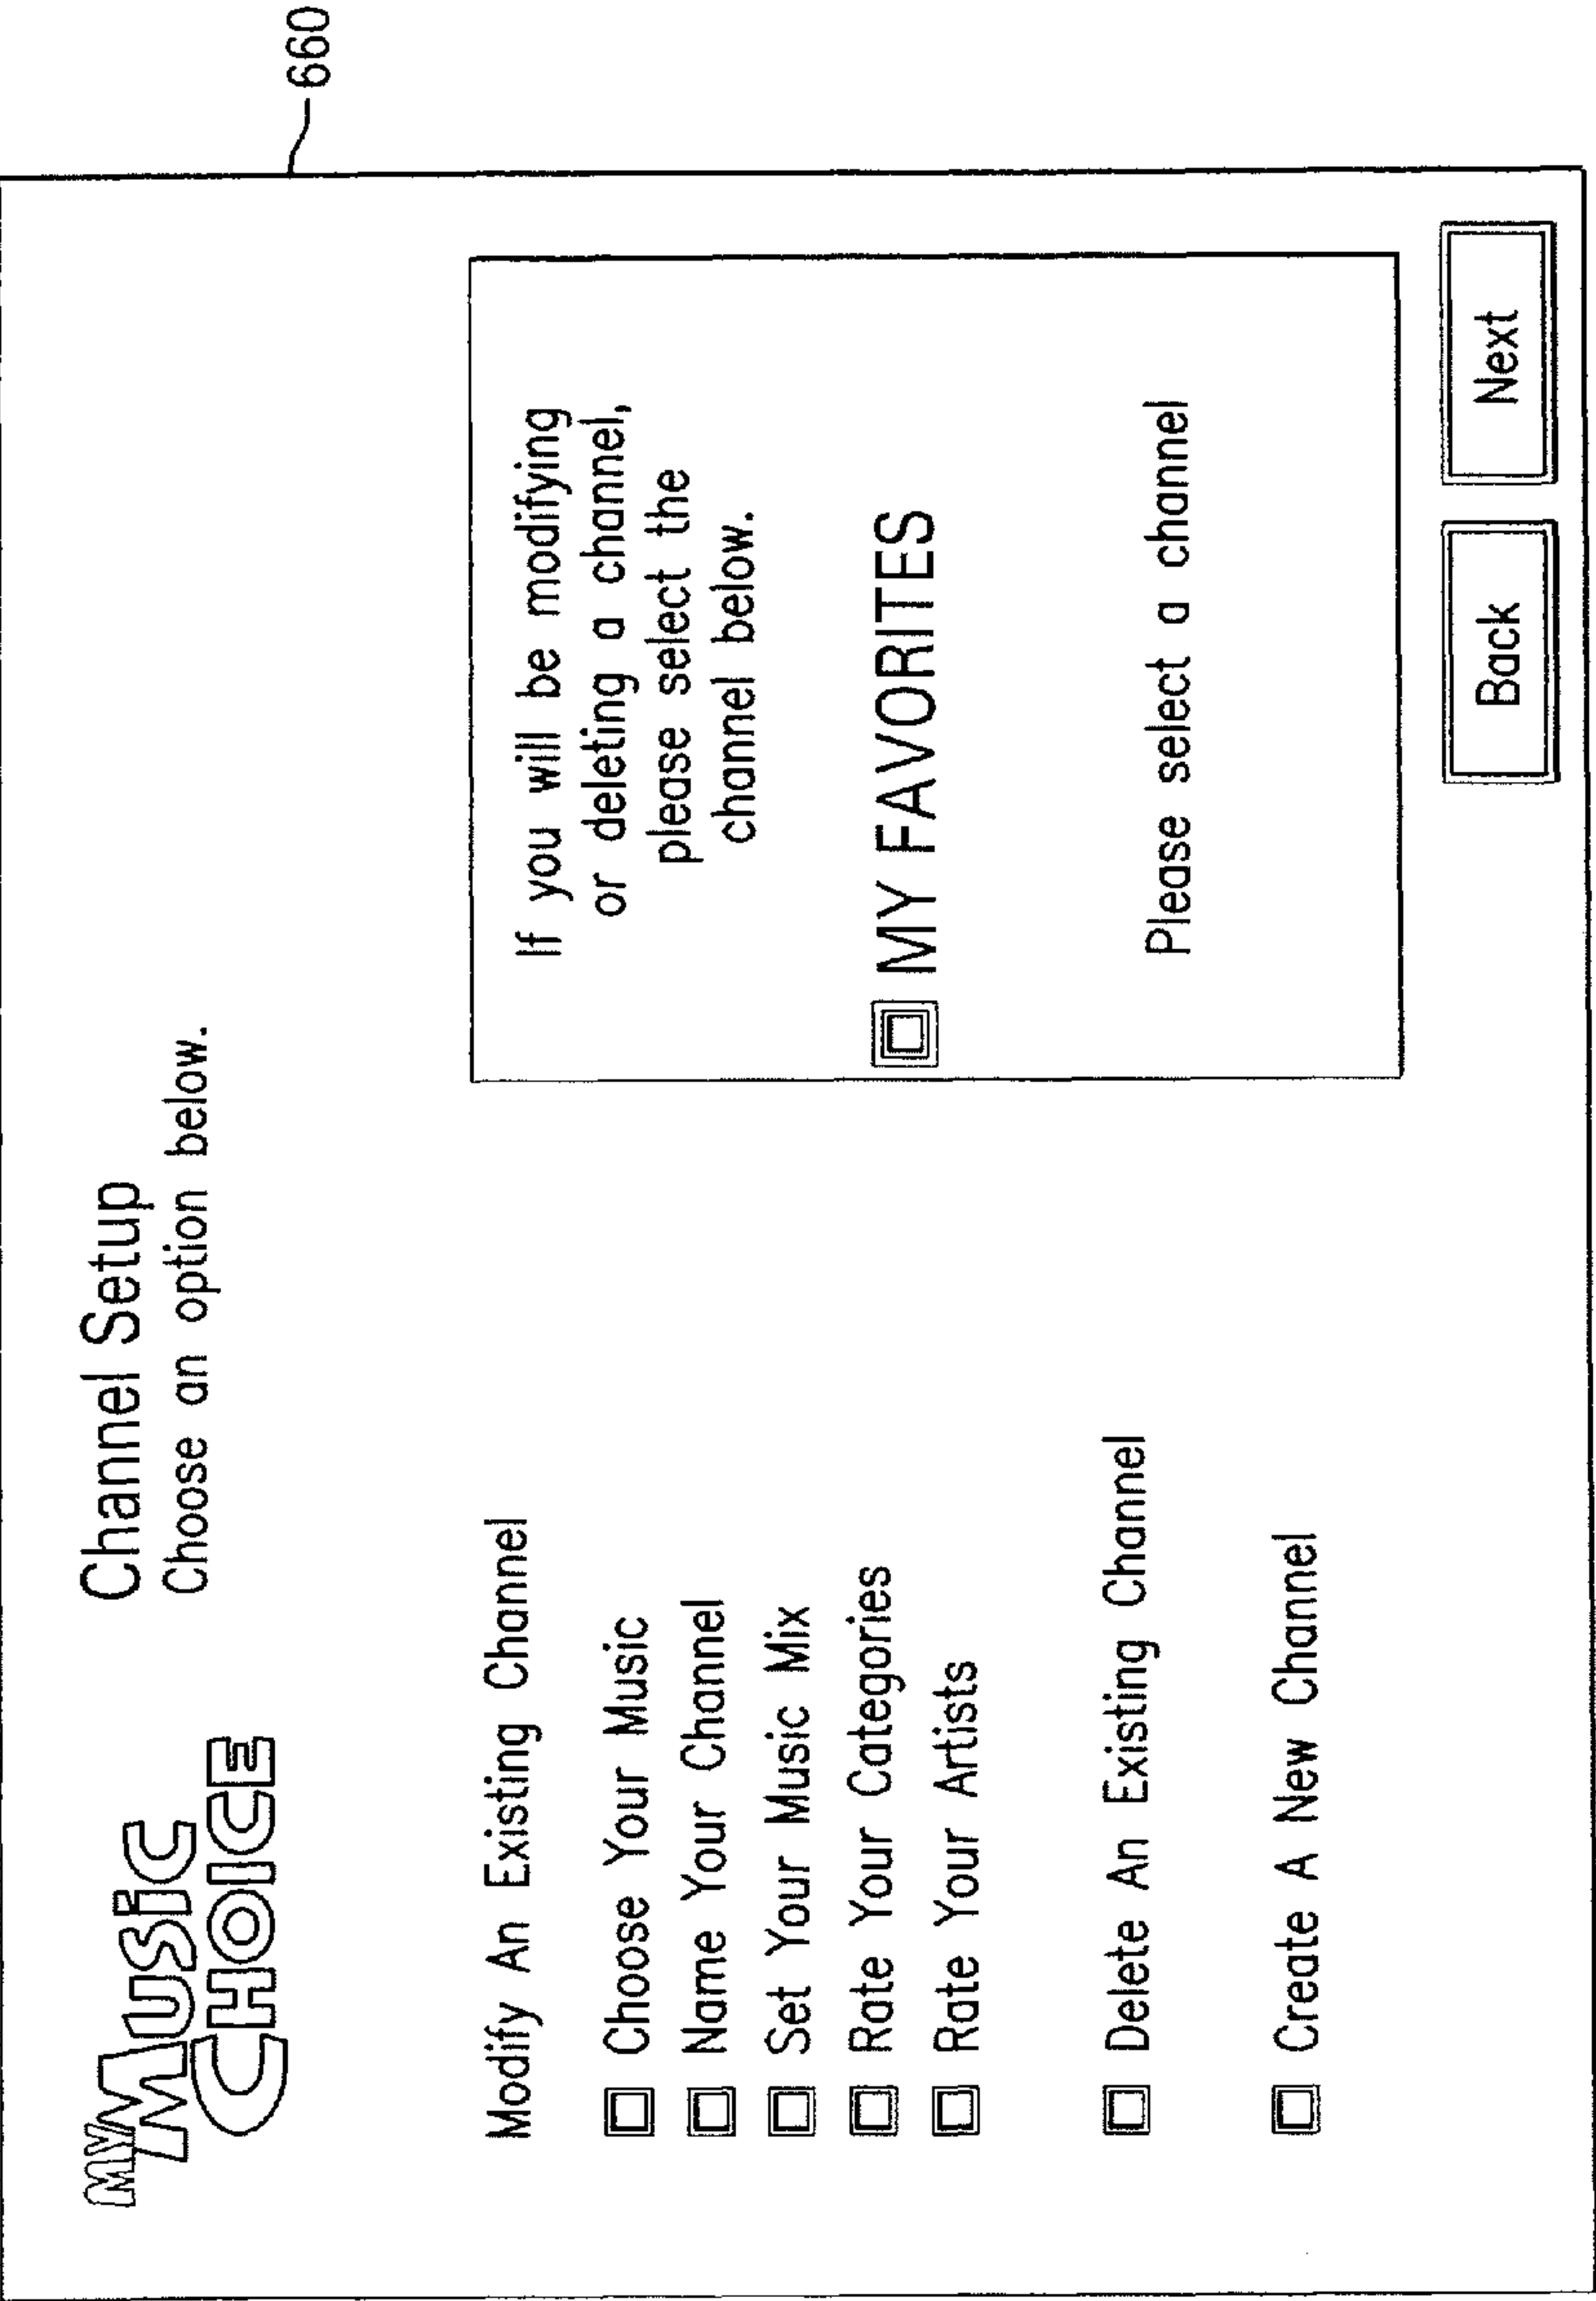 660
MY
MUSiC
CHOICE
Channel Setup
Choose an option below.
Modify An Existing Channel
Choose Your Music
Name Your Channel
Set Your Music Mix
Rate Your Categories
Rate Your Artists
Delete An Existing Channel
Create A New Channel
If you will be modifying
or deleting a channel,
please select the
channel below.
MY FAVORITES
Please select a channel
Back
Next